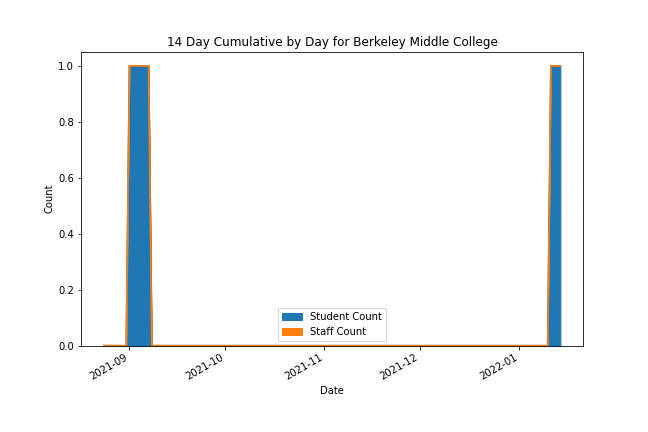 14 Day Cumulative by Day for Berkeley Middle College
1.0
0.8
0.6
0.4
0.2
0.0
Count
Student Count
Staff Count
2021-09
2021-10
2021-11
2021-12
2022-01
Date